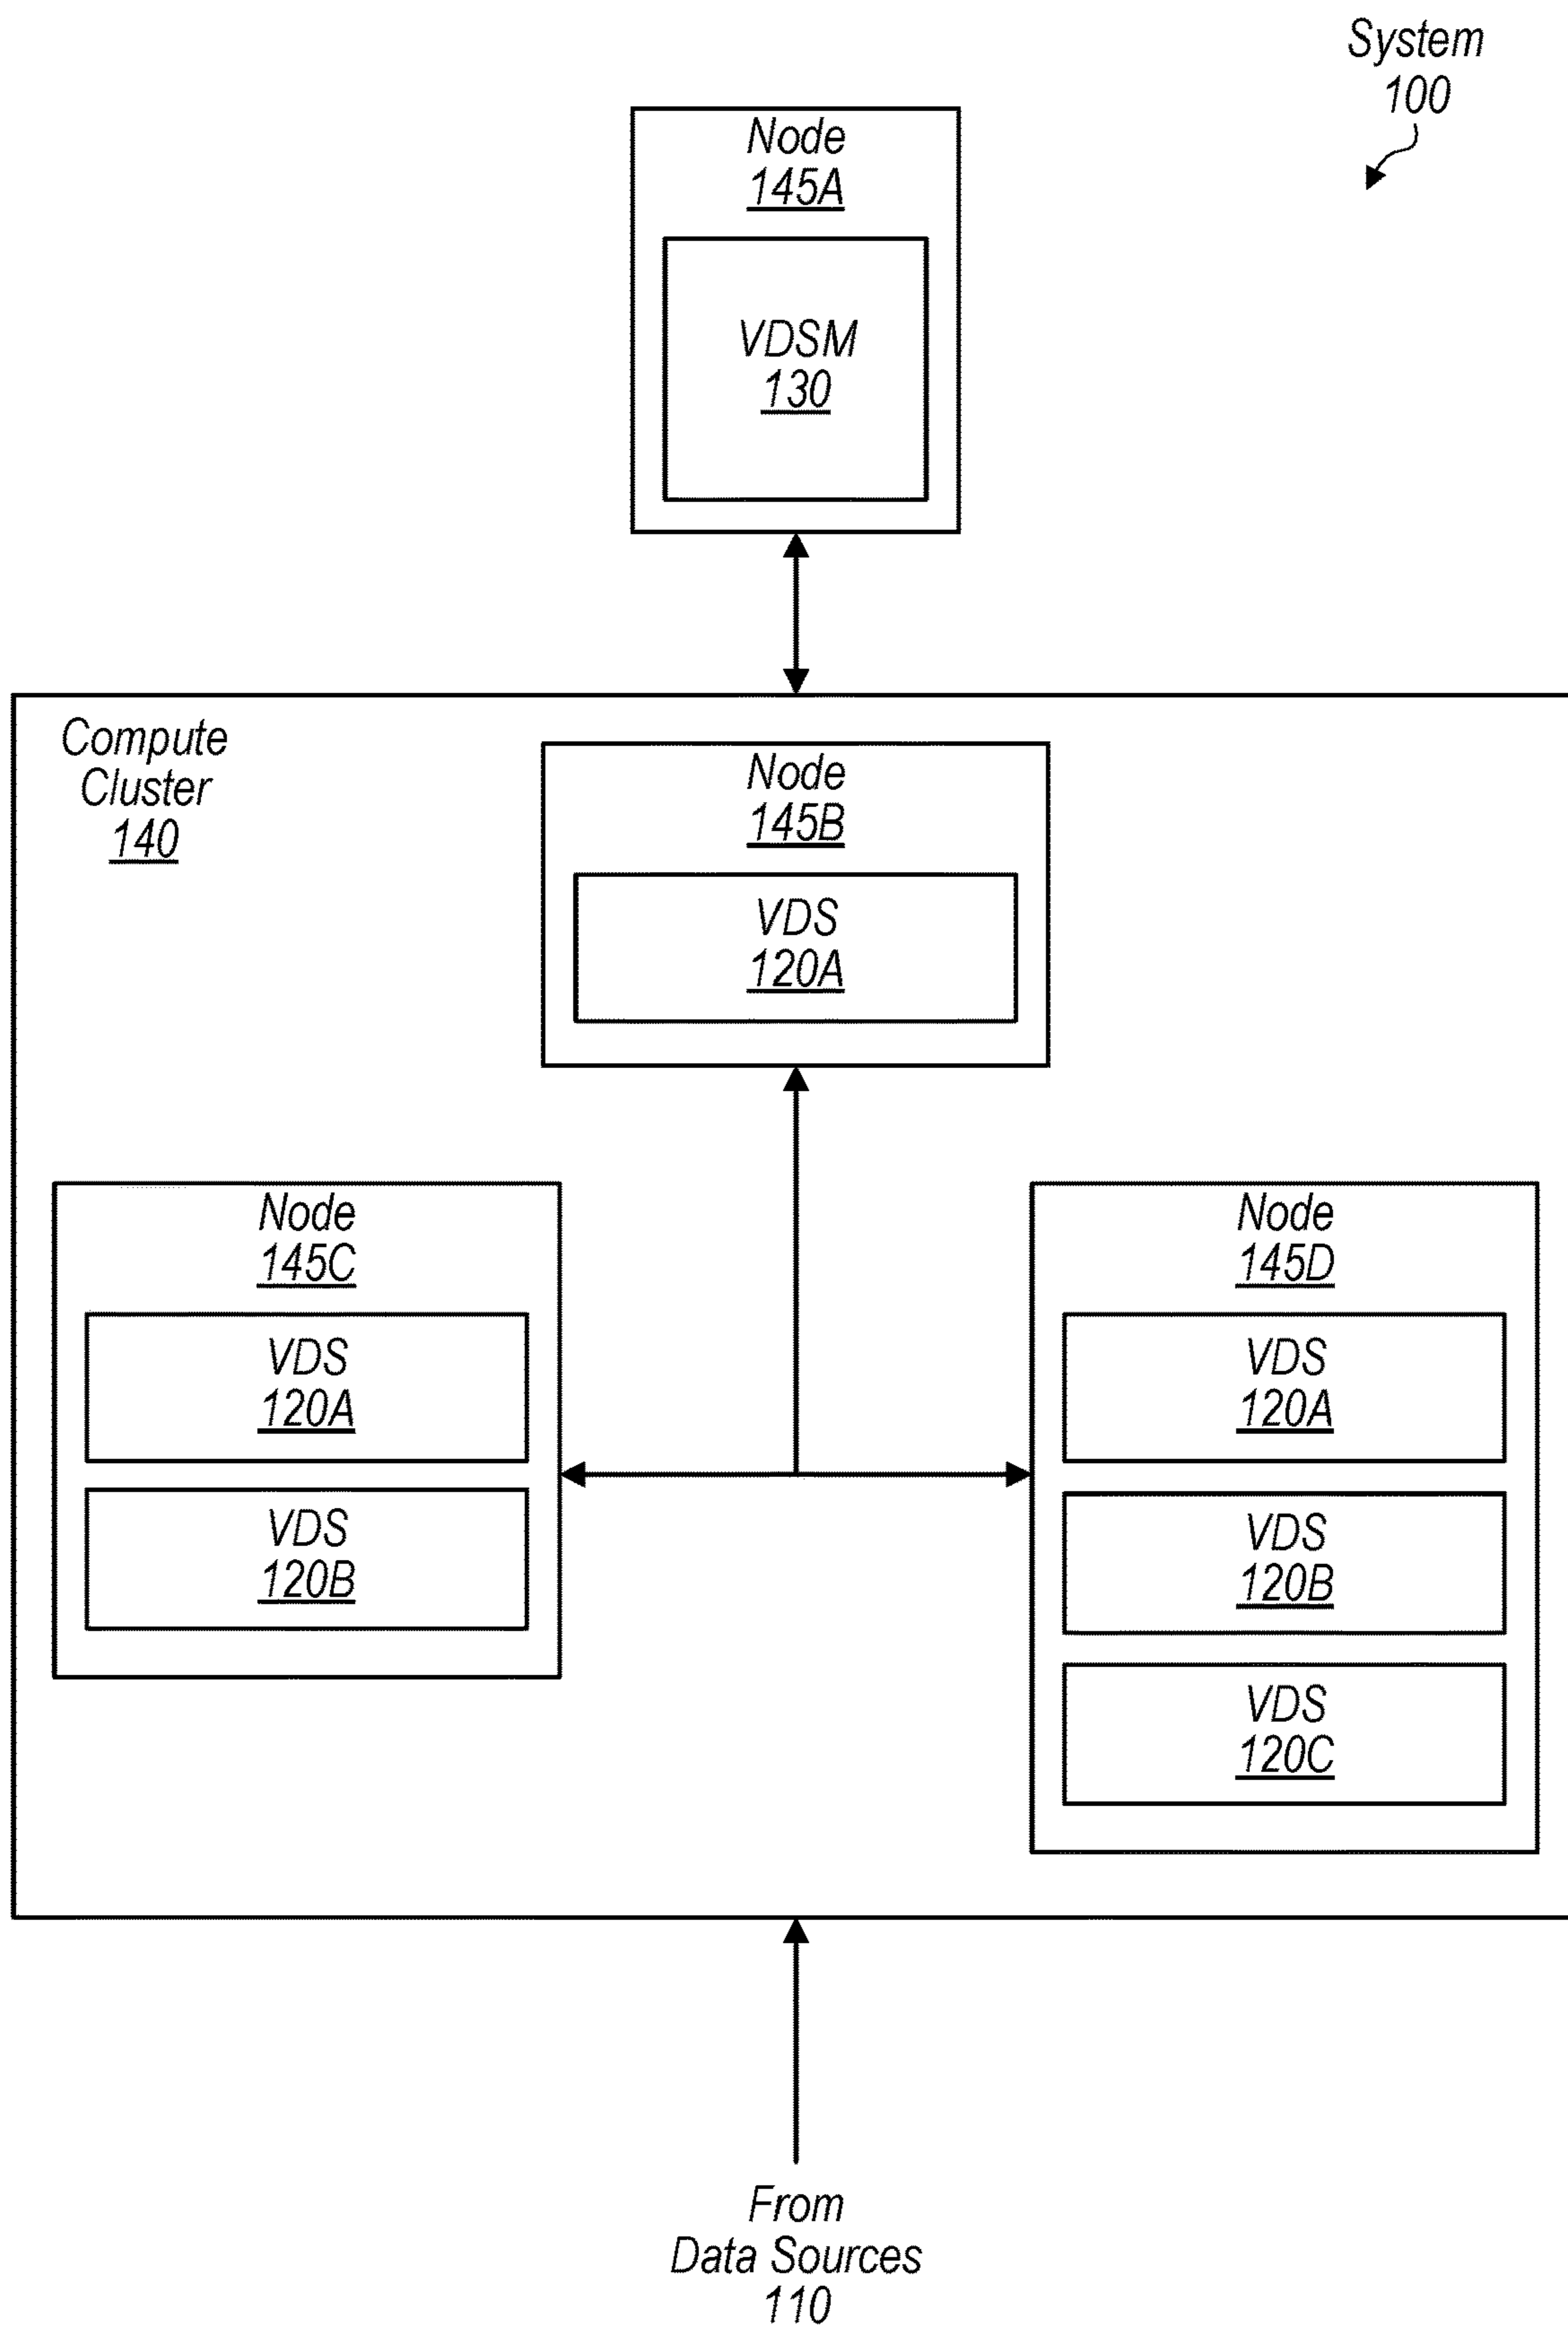 System
100
Node
145A
VDSM
130
Compute
Cluster
140
Node
145B
VDS
120A
Node
145C
VDS
120A
VDS
120B
Node
145D
VDS
120A
VDS
120B
VDS
120C
From
Data Sources
110